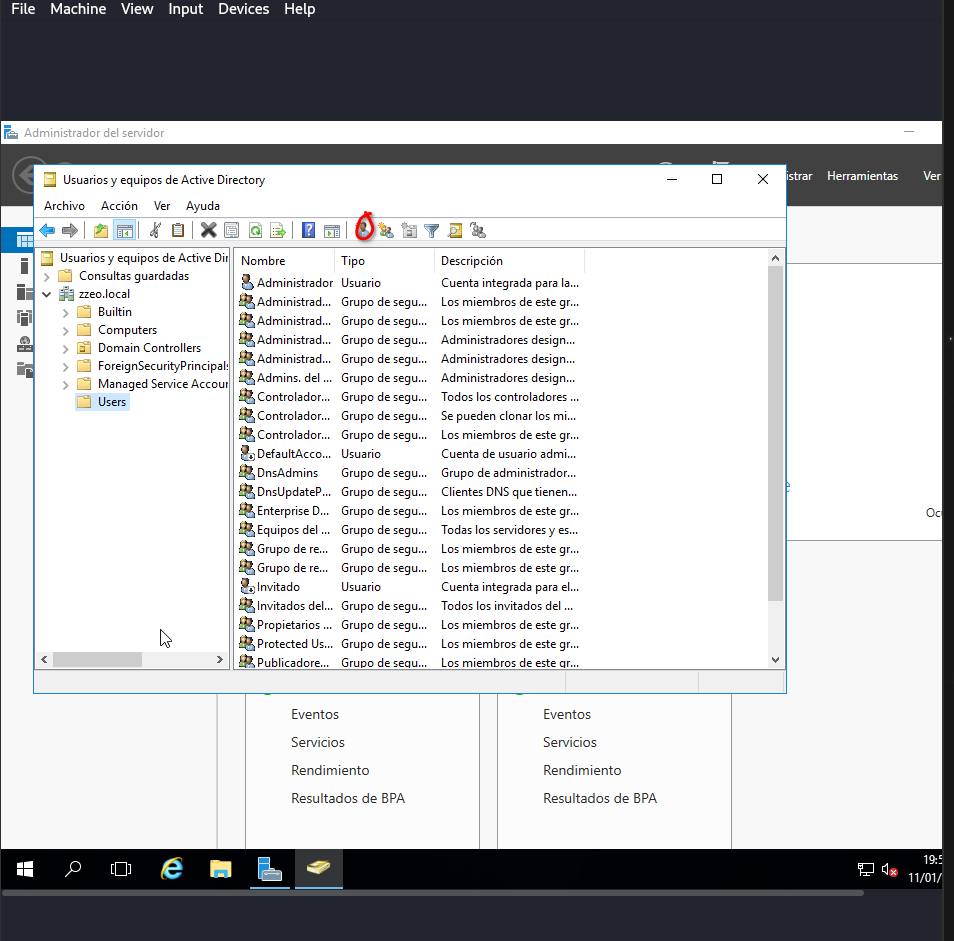 File Machine View Input Devices Help
Administrador del servidor
istrar Herramientas Ver
Usuarios y equipos de Active Directory
Archivo Acción Ver Ayuda
Usuarios y equipos de Active Dir
Consultas guardadas
zzeo.local
Builtin
Computers
Domain Controllers
ForeignSecurityPrincipals
Managed Service Accour
Users
Nombre Tipo Descripción
Administrador Usuario Cuenta integrada para la...
Administrad... Grupo de segu... Los miembros de este gr...
Administrad... Grupo de segu... Los miembros de este gr...
Administrad... Grupo de segu... Administradores design...
Administrad... Grupo de segu... Administradores design...
Admins. del ... Grupo de segu... Administradores design...
Controlador... Grupo de segu... Todos los controladores ...
Controlador... Grupo de segu... Se pueden clonar los mi...
Controlador... Grupo de segu... Los miembros de este gr...
DefaultAcco... Usuario Cuenta de usuario admi...
DnsAdmins Grupo de segu... Grupo de administrador...
DnsUpdateP... Grupo de segu... Clientes DNS que tienen...
Enterprise D... Grupo de segu... Los miembros de este gr...
Equipos del ... Grupo de segu... Todas los servidores y es...
Grupo de re... Grupo de segu... Los miembros de este gr...
Grupo de re... Grupo de segu... Los miembros de este gr...
Invitado Usuario Cuenta integrada para el...
Invitados del... Grupo de segu... Todos los invitados del ...
Propietarios ... Grupo de segu... Los miembros de este gr...
Protected Us... Grupo de segu... Los miembros de este gr...
Publicadore... Grupo de segu... Los miembros de este gr...
Eventos
Servicios
Rendimiento
Resultados de BPA
Eventos
Servicios
Rendimiento
Resultados de BPA
19:5
11/01/